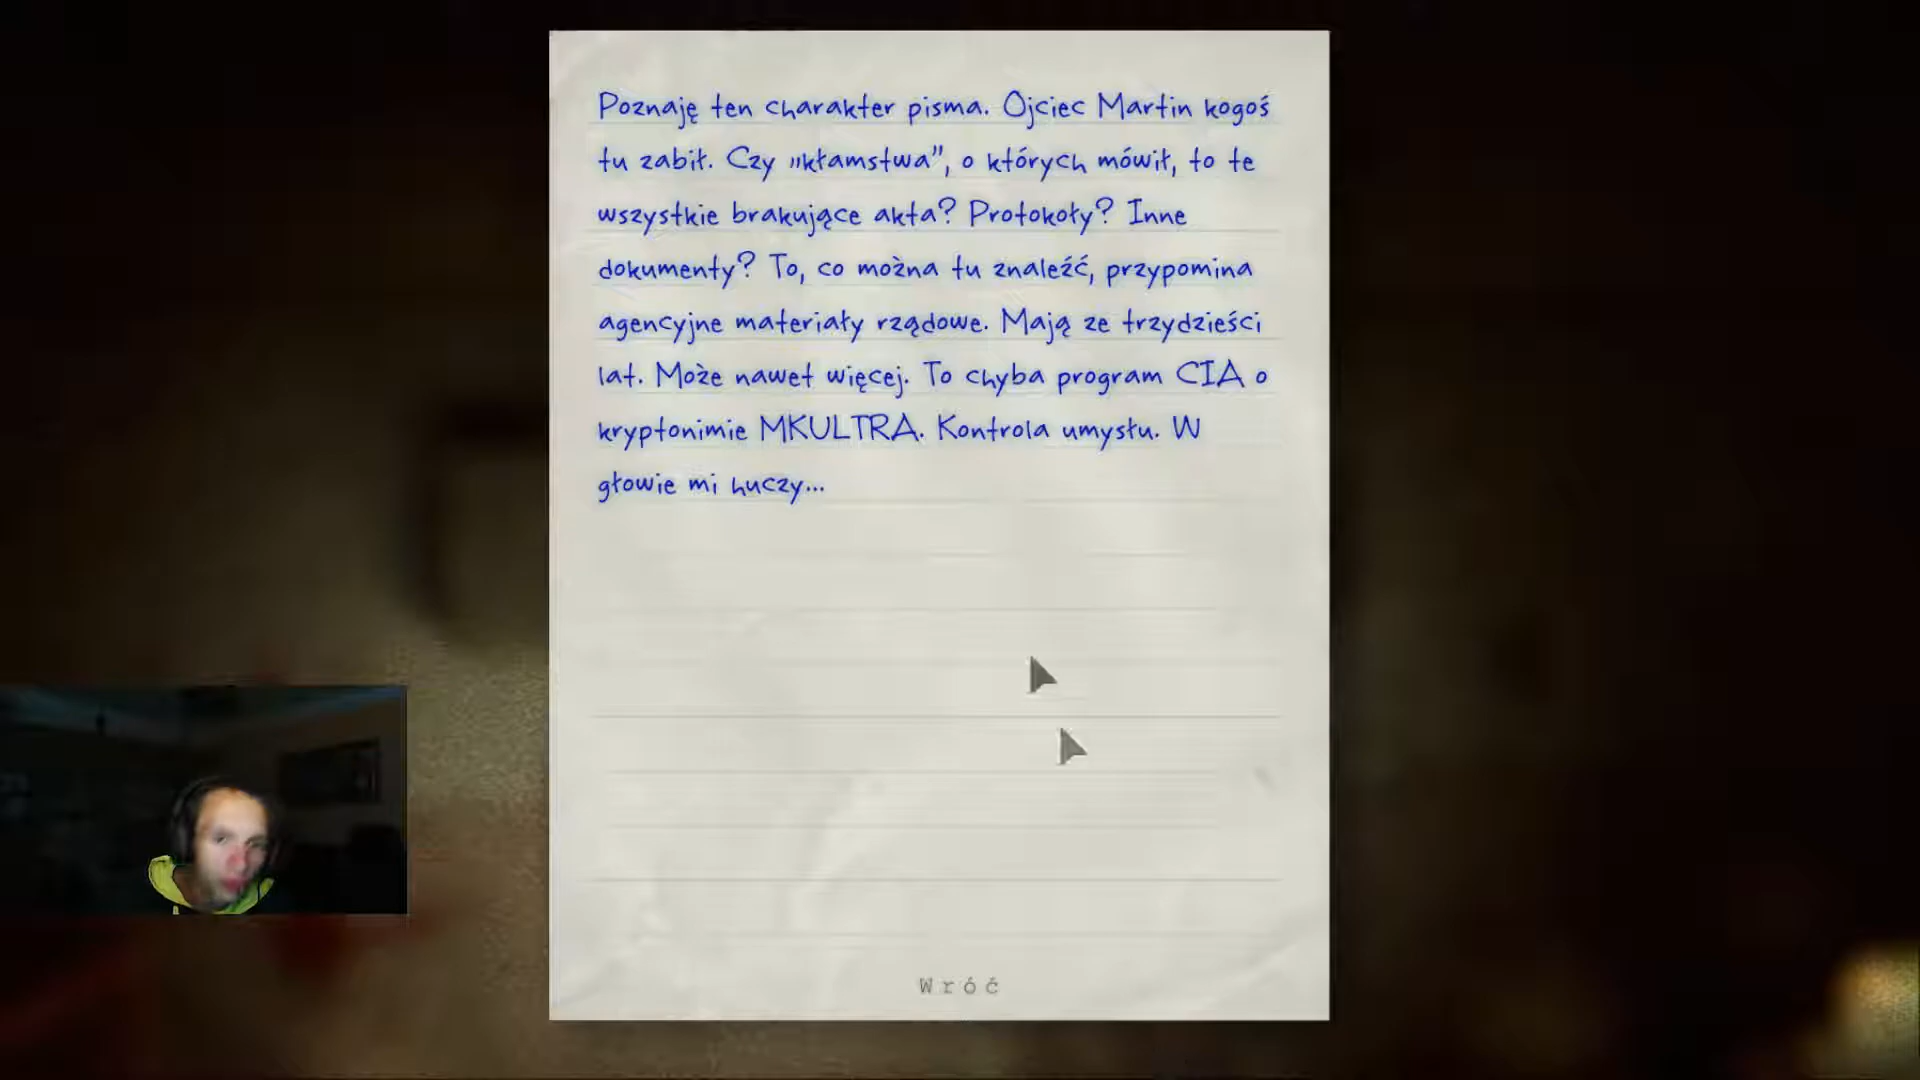 Poznaję ten charakter pisma. Ojciec Martin kogoś
tu zabił. Czy „kłamstwa”, o których mówił, to te
wszystkie brakujące akta? Protokoły? Inne
dokumenty? To, co można tu znaleźć, przypomina
agencyjne materiały rządowe. Mają ze trzydzieści
lat. Może nawet więcej. To chyba program CIA o
kryptonimie MKULTRA. Kontrola umysłu. W
głowie mi huczy...
Wróć